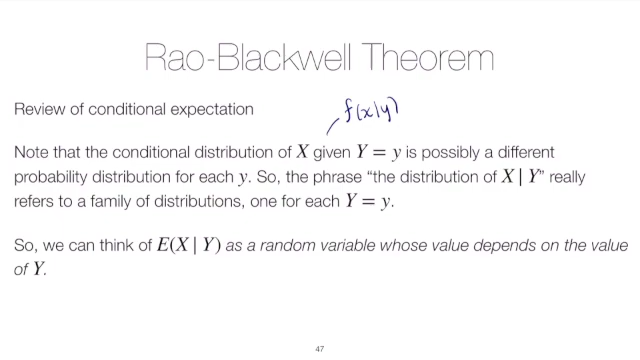 Rao-Blackwell Theorem
Review of conditional expectation
f(x|y)
Note that the conditional distribution of X given Y = y is possibly a different
probability distribution for each y. So, the phrase “the distribution of X | Y” really
refers to a family of distributions, one for each Y = y.
So, we can think of E(X | Y) as a random variable whose value depends on the value
of Y.
47